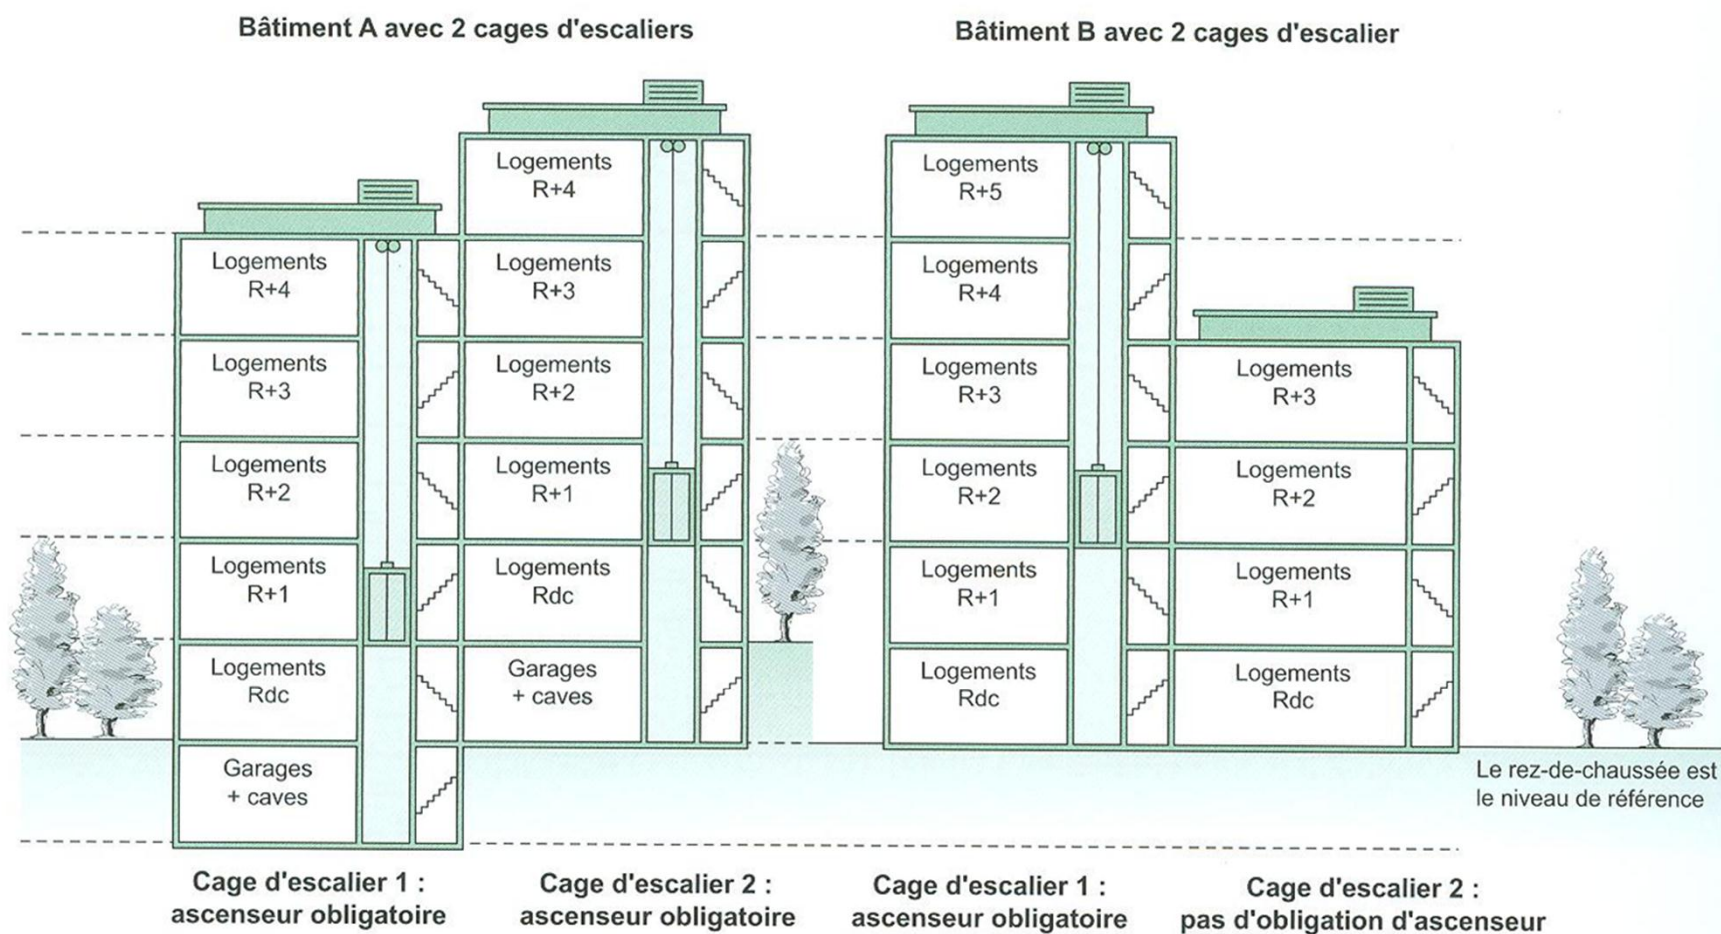 Bâtiment A avec 2 cages d'escaliers
Logements
R+4
Logements
R+3
Logements
R+2
Logements
R+1
Logements
Rdc
Garages
+ caves
Cage d'escalier 1 :
ascenseur obligatoire
Logements
R+4
Logements
R+3
Logements
R+2
Logements
R+1
Logements
Rdc
Garages
+ caves
Cage d'escalier 2 :
ascenseur obligatoire
Bâtiment B avec 2 cages d'escalier
Logements
R+5
Logements
R+4
Logements
R+3
Logements
R+2
Logements
R+1
Logements
Rdc
Cage d'escalier 1 :
ascenseur obligatoire
Logements
R+3
Logements
R+2
Logements
R+1
Logements
Rdc
Cage d'escalier 2 :
pas d'obligation d'ascenseur
Le rez-de-chaussée est
le niveau de référence